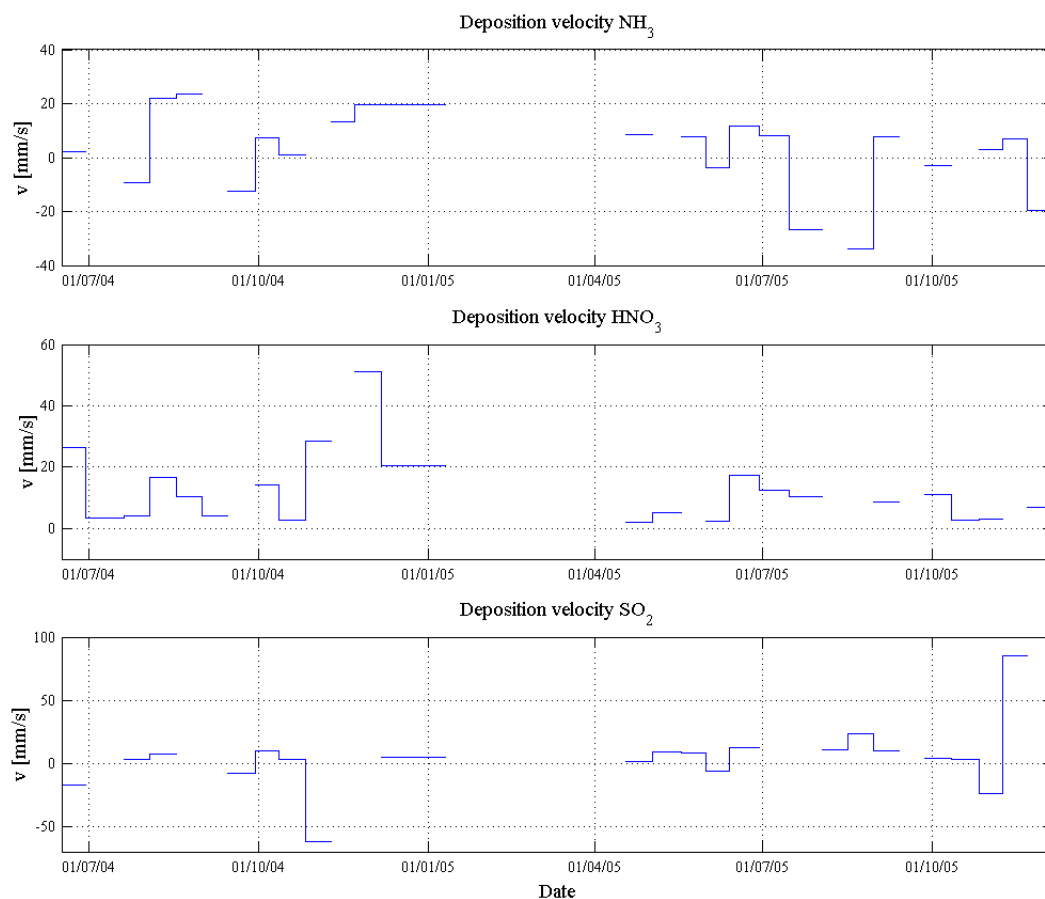 Deposition velocity NH3
40
20
0
-20
-40
v [mm/s]
01/07/04 01/10/04 01/01/05 01/04/05 01/07/05 01/10/05
Deposition velocity HNO3
60
40
20
0
v [mm/s]
01/07/04 01/10/04 01/01/05 01/04/05 01/07/05 01/10/05
Deposition velocity SO2
100
50
0
-50
v [mm/s]
01/07/04 01/10/04 01/01/05 01/04/05 01/07/05 01/10/05
Date